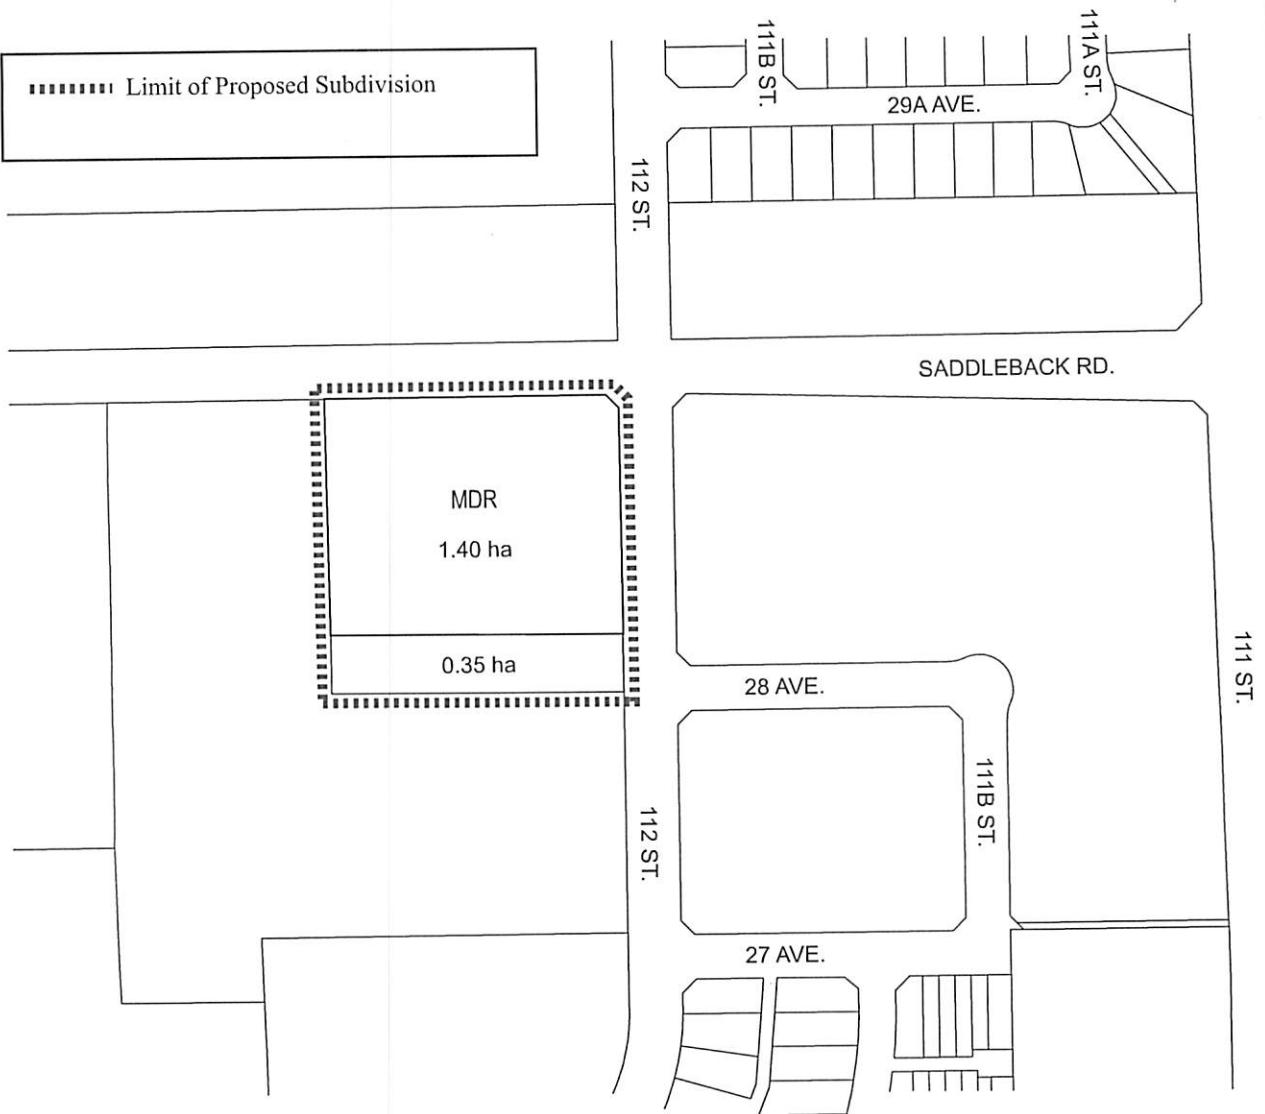 Limit of Proposed Subdivision
111B ST.
111A ST.
29A AVE.
112 ST.
SADDLEBACK RD.
MDR
1.40 ha
0.35 ha
28 AVE.
111 ST.
111B ST.
112 ST.
27 AVE.